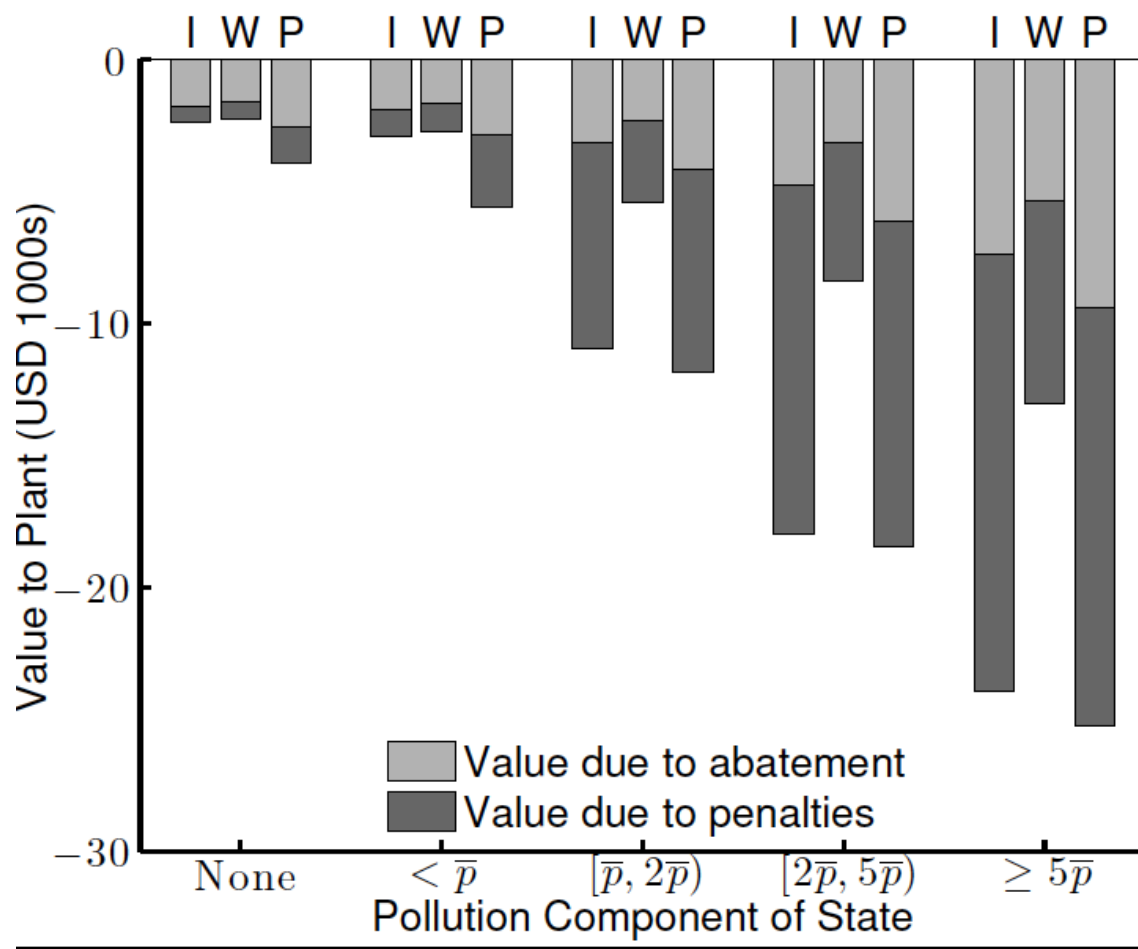 I W P I W P I W P I W P I W P
0
−10
−20
−30
Value to Plant (USD 1000s)
Value due to abatement
Value due to penalties
None < p̅ [p̅, 2p̅) [2p̅, 5p̅) ≥ 5p̅
Pollution Component of State